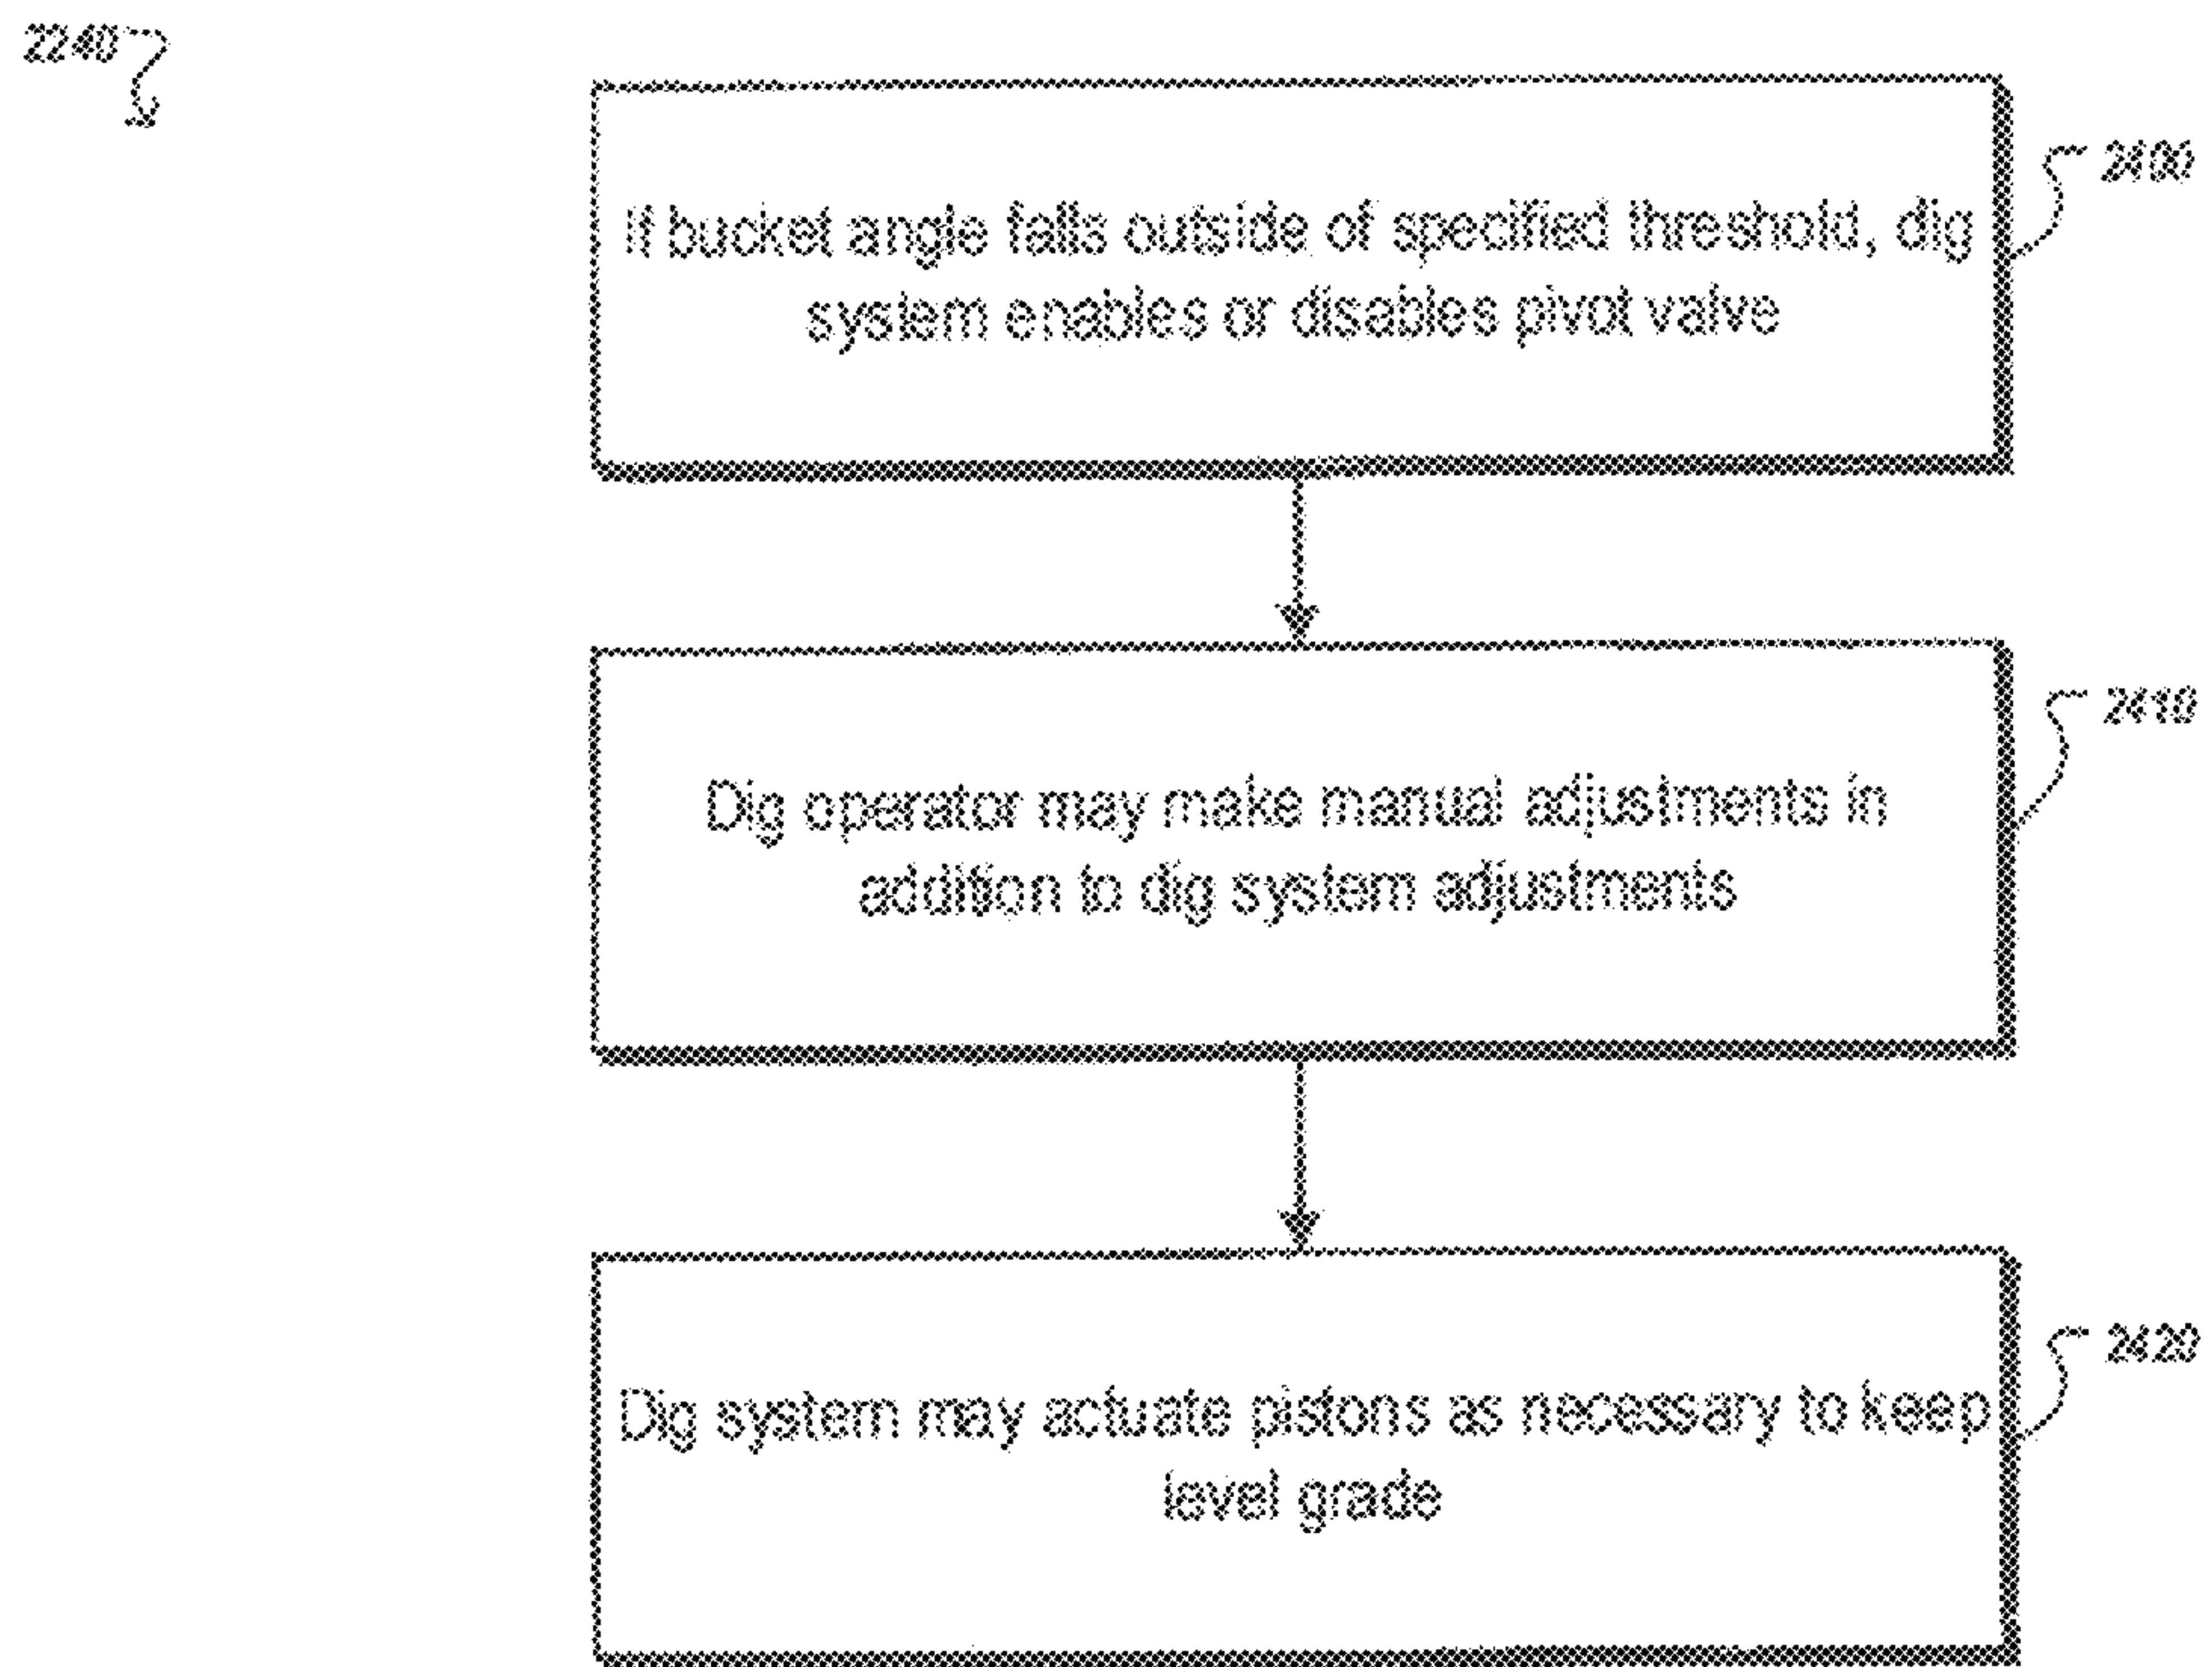 2240
If bucket angle falls outside of specified threshold, dig
system enables or disables pivot valve
2400
Dig operator may make manual adjustments in
addition to dig system adjustments
2410
Dig system may actuate pistons as necessary to keep
level grade
2420